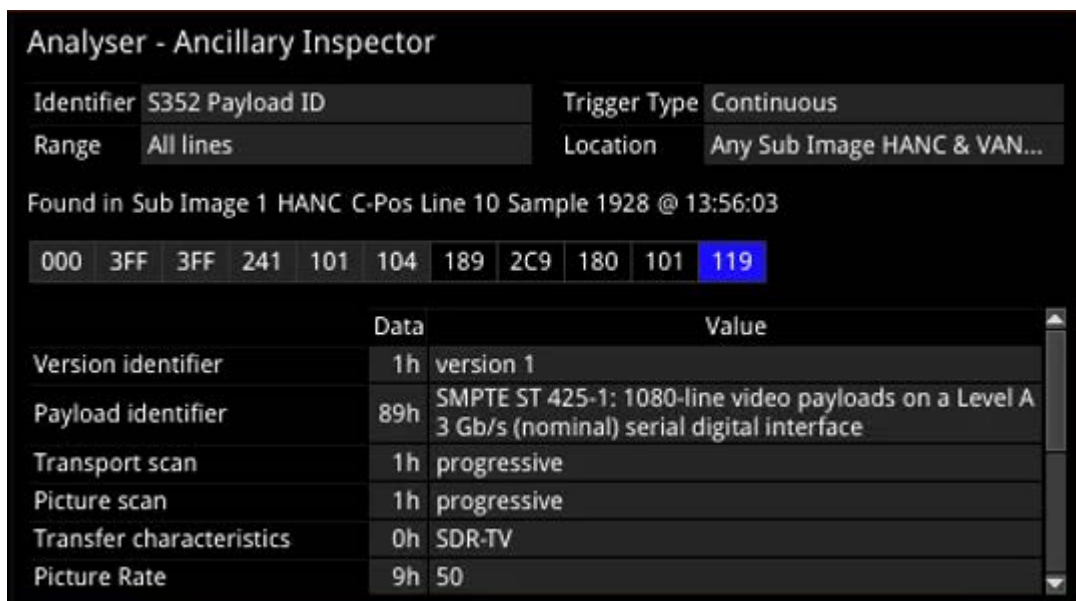 Analyser - Ancillary Inspector
Identifier S352 Payload ID Trigger Type Continuous
Range All lines Location Any Sub Image HANC & VAN...
Found in Sub Image 1 HANC C-Pos Line 10 Sample 1928 @ 13:56:03
000 3FF 3FF 241 101 104 189 2C9 180 101 119
Data Value
Version identifier 1h version 1
Payload identifier 89h SMPTE ST 425-1: 1080-line video payloads on a Level A
3 Gb/s (nominal) serial digital interface
Transport scan 1h progressive
Picture scan 1h progressive
Transfer characteristics 0h SDR-TV
Picture Rate 9h 50